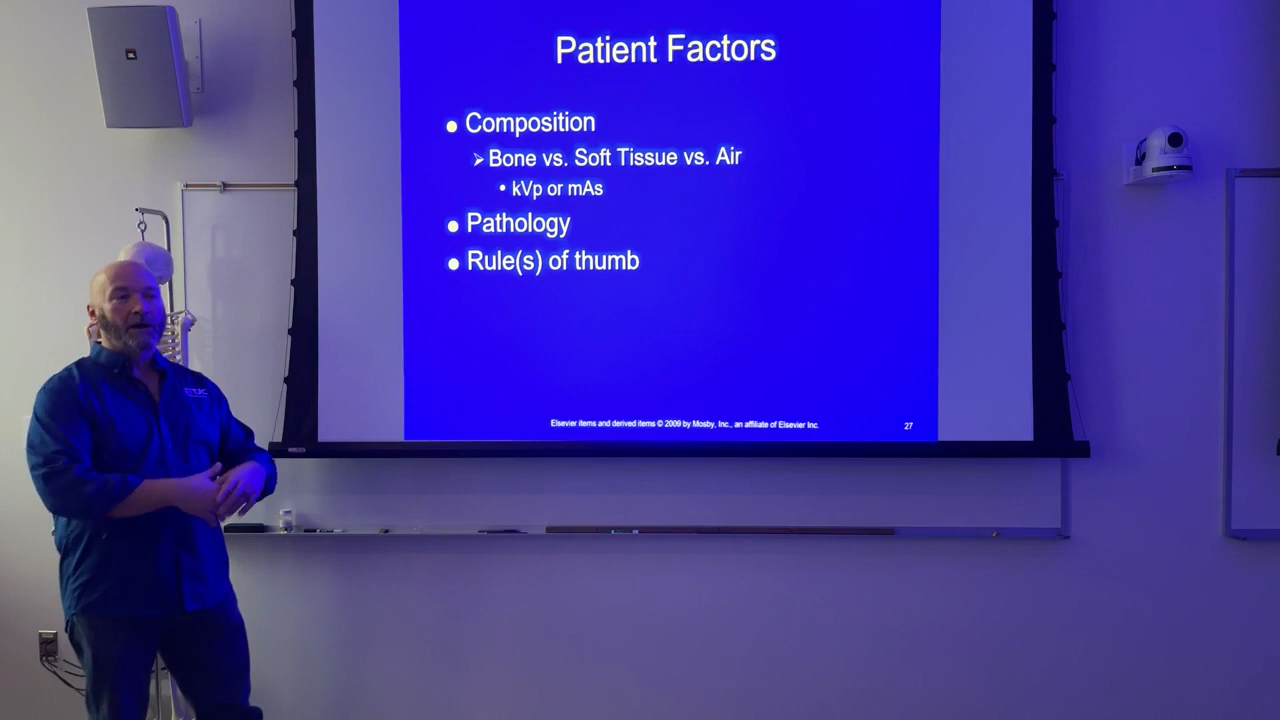 JBL
Patient Factors
● Composition
➢ Bone vs. Soft Tissue vs. Air
• kVp or mAs
● Pathology
● Rule(s) of thumb
Elsevier items and derived items © 2009 by Mosby, Inc., an affiliate of Elsevier Inc.
27